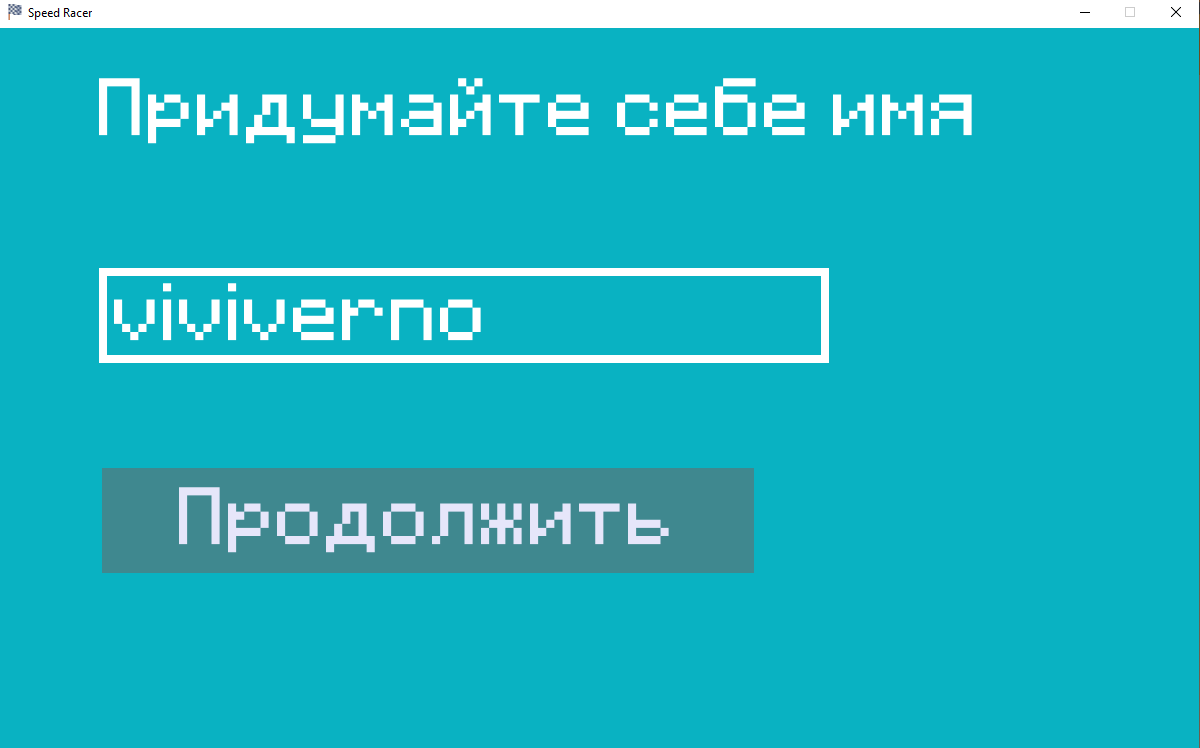 Speed Racer
Придумайте себе имя
viviverno
Продолжить